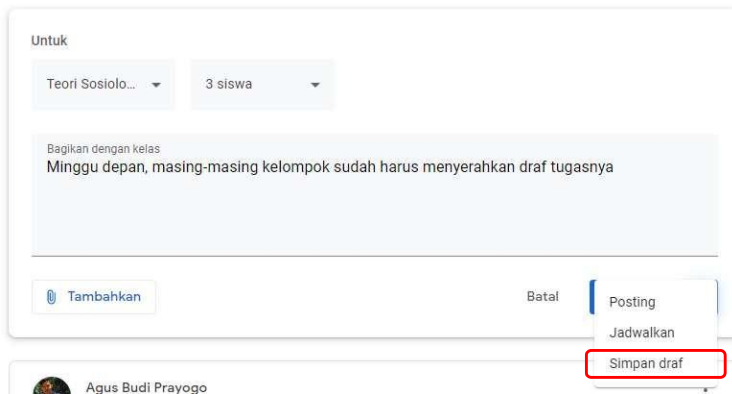 Untuk
Teori Sosiolo...
3 siswa
Bagikan dengan kelas
Minggu depan, masing-masing kelompok sudah harus menyerahkan draf tugasnya
Tambahkan
Batal
Posting
Jadwalkan
Simpan draf
Agus Budi Prayogo